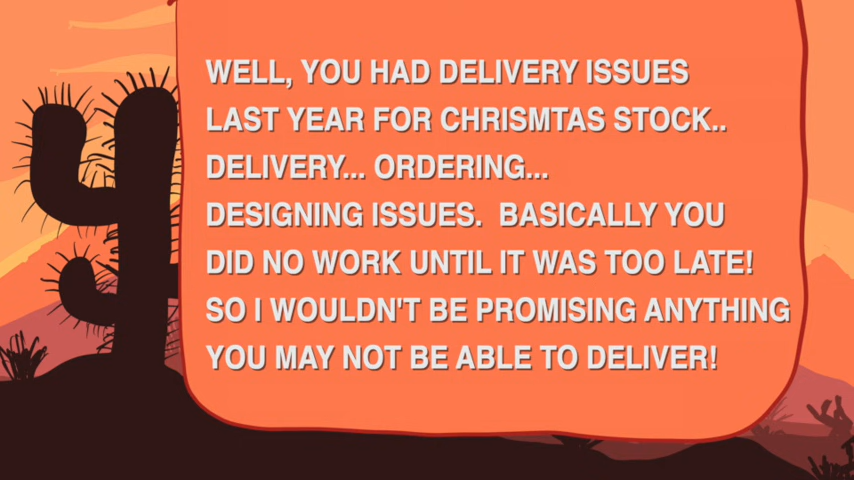 WELL, YOU HAD DELIVERY ISSUES
LAST YEAR FOR CHRISMTAS STOCK..
DELIVERY... ORDERING...
DESIGNING ISSUES.  BASICALLY YOU
DID NO WORK UNTIL IT WAS TOO LATE!
SO I WOULDN'T BE PROMISING ANYTHING
YOU MAY NOT BE ABLE TO DELIVER!